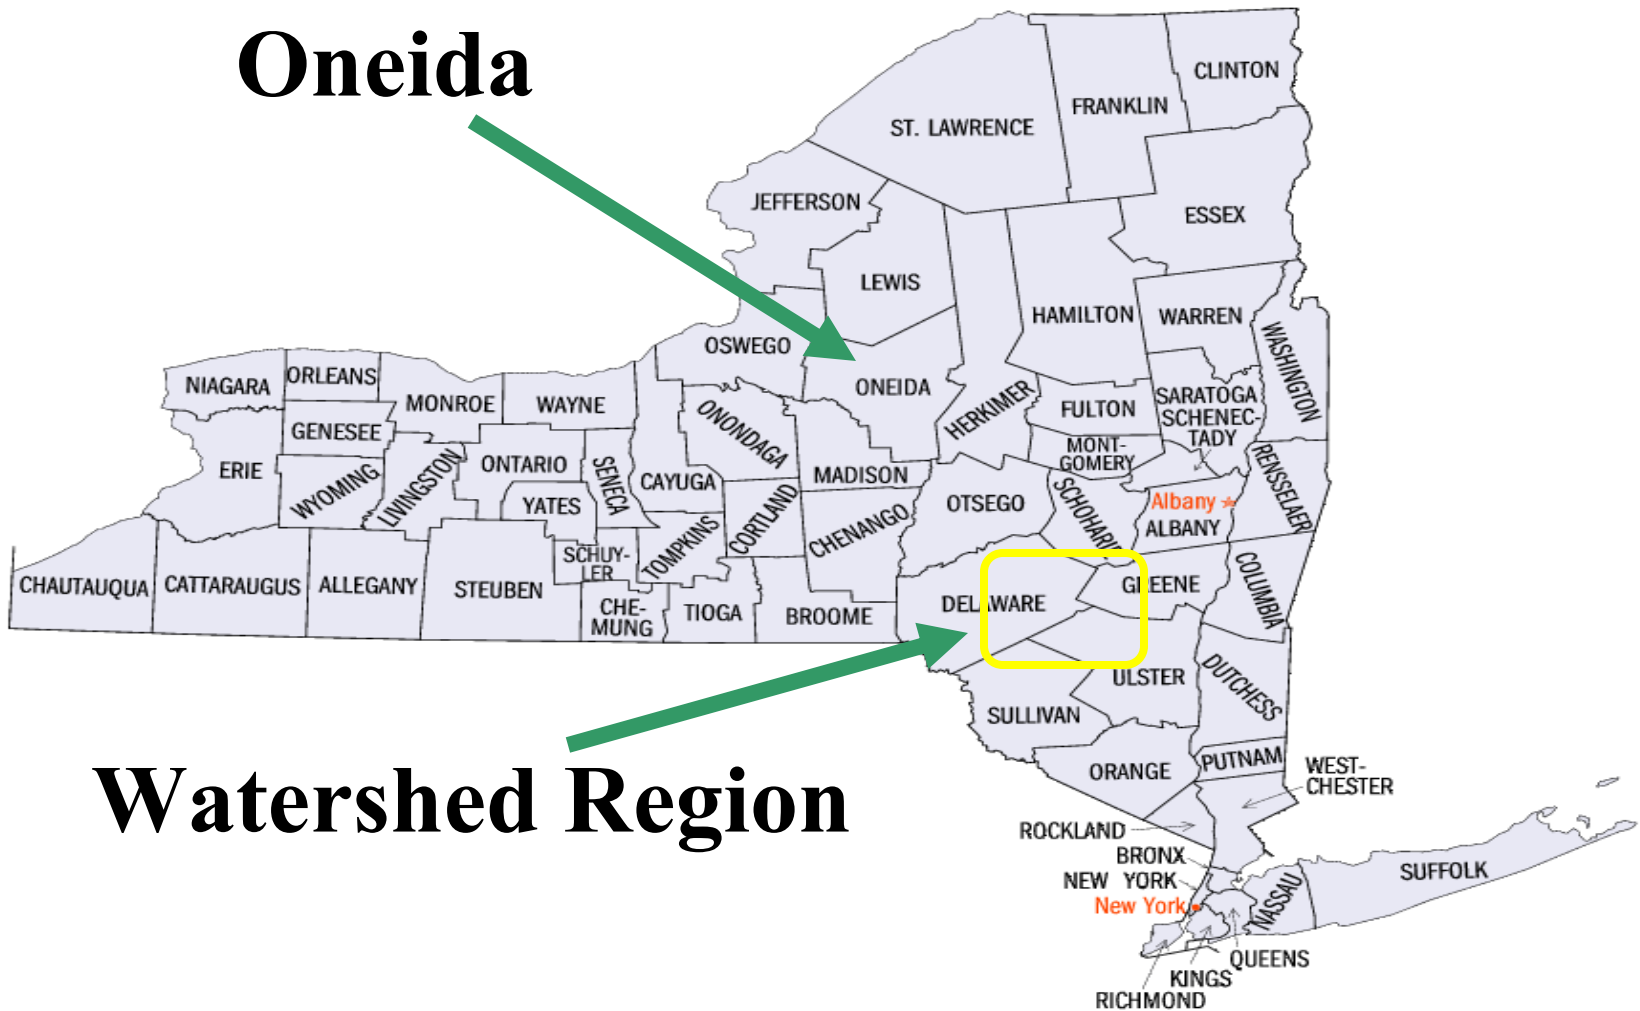 Oneida
CLINTON
FRANKLIN
ST. LAWRENCE
JEFFERSON
ESSEX
LEWIS
HAMILTON
WARREN
WASHINGTON
OSWEGO
ONEIDA
HERKIMER
NIAGARA
ORLEANS
MONROE
WAYNE
ONONDAGA
FULTON
SARATOGA
SCHENEC-
TADY
GENESEE
MONT-
GOMERY
ERIE
WYOMING
LIVINGSTON
ONTARIO
SENECA
CAYUGA
MADISON
RENSSELAER
YATES
CORTLAND
CHENANGO
OTSEGO
SCHOHARIE
Albany
ALBANY
SCHUY-
LER
TOMPKINS
CHAUTAUQUA
CATTARAUGUS
ALLEGANY
STEUBEN
CHE-
MUNG
TIOGA
BROOME
DELAWARE
GREENE
COLUMBIA
ULSTER
DUTCHESS
SULLIVAN
Watershed Region
ORANGE
PUTNAM
WEST-
CHESTER
ROCKLAND
BRONX
NEW YORK
New York
NASSAU
SUFFOLK
QUEENS
KINGS
RICHMOND